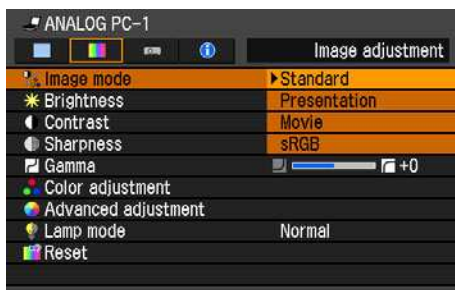 ANALOG PC-1
Image adjustment
Image mode Standard
Brightness Presentation
Contrast Movie
Sharpness sRGB
Gamma +0
Color adjustment
Advanced adjustment
Lamp mode Normal
Reset